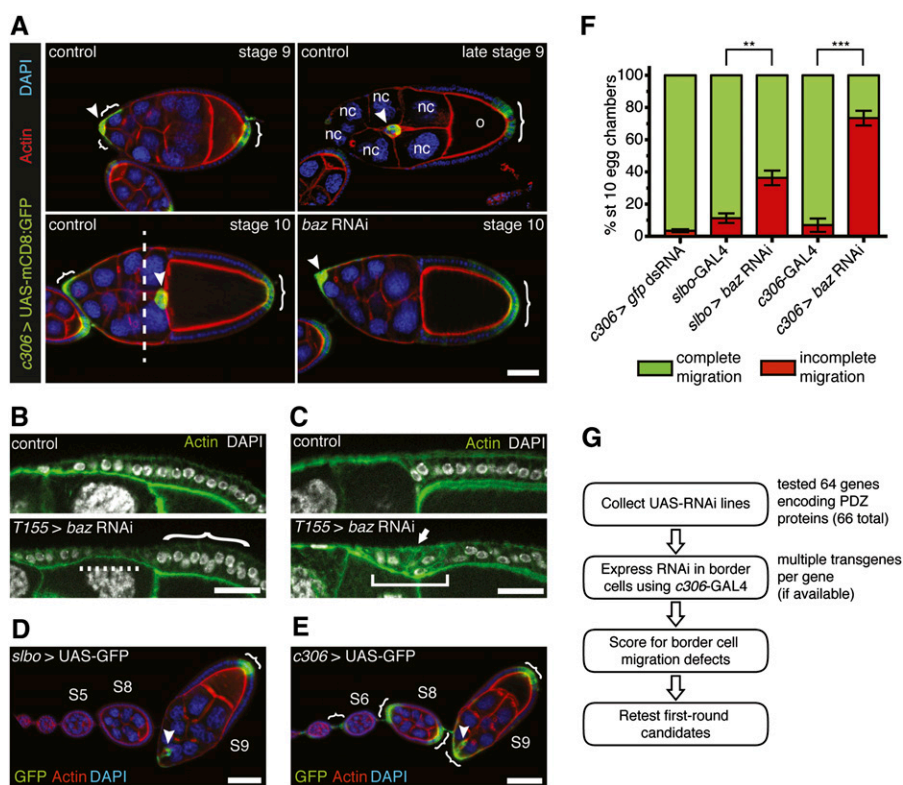 A
c306 > UAS-mCD8:GFP Actin DAPI
control stage 9
control late stage 9
nc nc nc nc nc nc
o
control stage 10
baz RNAi stage 10
B
control Actin DAPI
T155 > baz RNAi
C
control Actin DAPI
T155 > baz RNAi
D
slbo > UAS-GFP
S5 S8
S9
GFP Actin DAPI
E
c306 > UAS-GFP
S6 S8
S9
GFP Actin DAPI
F
** ***
% st 10 egg chambers
100
80
60
40
20
0
c306 > gfp dsRNA
slbo-GAL4
slbo > baz RNAi
c306-GAL4
c306 > baz RNAi
complete migration
incomplete migration
G
Collect UAS-RNAi lines
tested 64 genes
encoding PDZ
proteins (66 total)
Express RNAi in border
cells using c306-GAL4
multiple transgenes
per gene
(if available)
Score for border cell
migration defects
Retest first-round
candidates